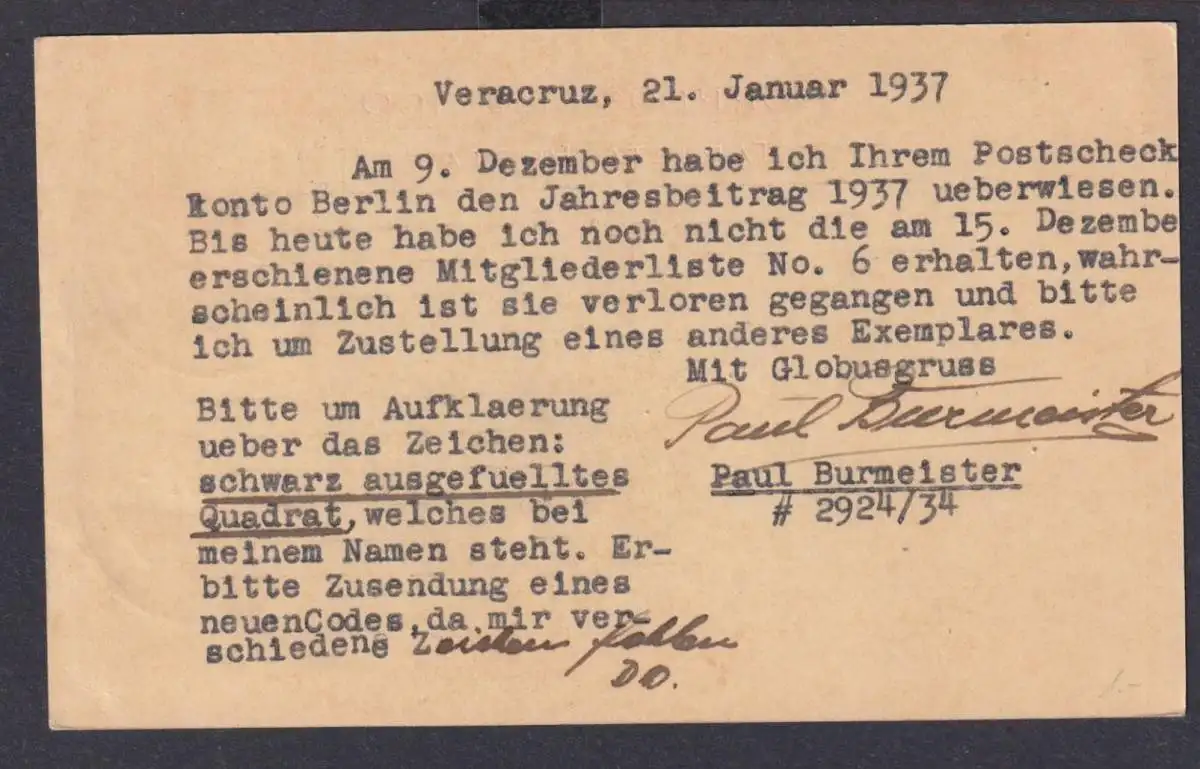 Veracruz, 21. Januar 1937
Am 9. Dezember habe ich Ihrem Postscheck
konto Berlin den Jahresbeitrag 1937 ueberwiesen.
Bis heute habe ich noch nicht die am 15. Dezembe
erschienene Mitgliederliste No. 6 erhalten, wahr-
scheinlich ist sie verloren gegangen und bitte
ich um Zustellung eines anderes Exemplares.
Mit Globusgruss
Paul Burmeister
Paul Burmeister
# 2924/34
Bitte um Aufklaerung
ueber das Zeichen:
schwarz ausgefuelltes
Quadrat, welches bei
meinem Namen steht. Er-
bitte Zusendung eines
neuenCodes, da mir ver-
schiedene Zeichen fehlen
D.O.
1.-